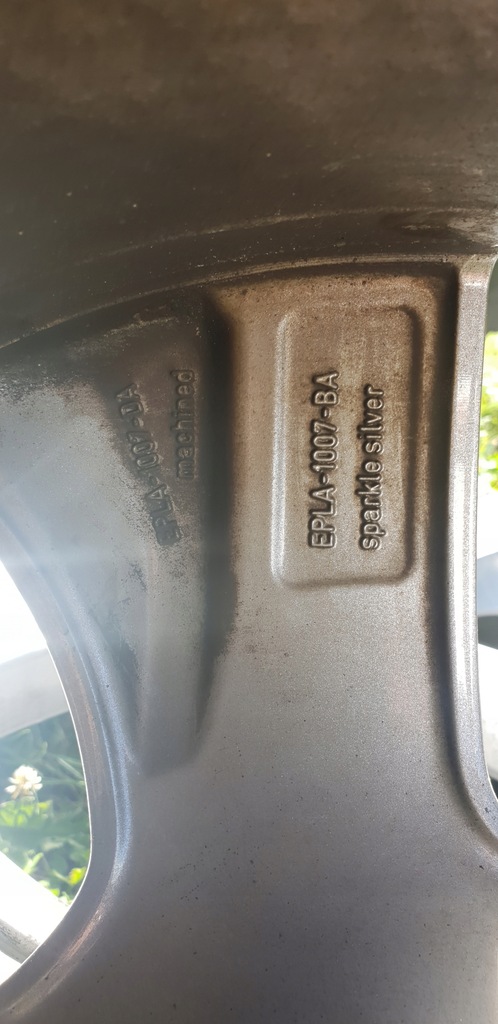 EPLA-1007-DA
machined
EPLA-1007-BA
sparkle silver